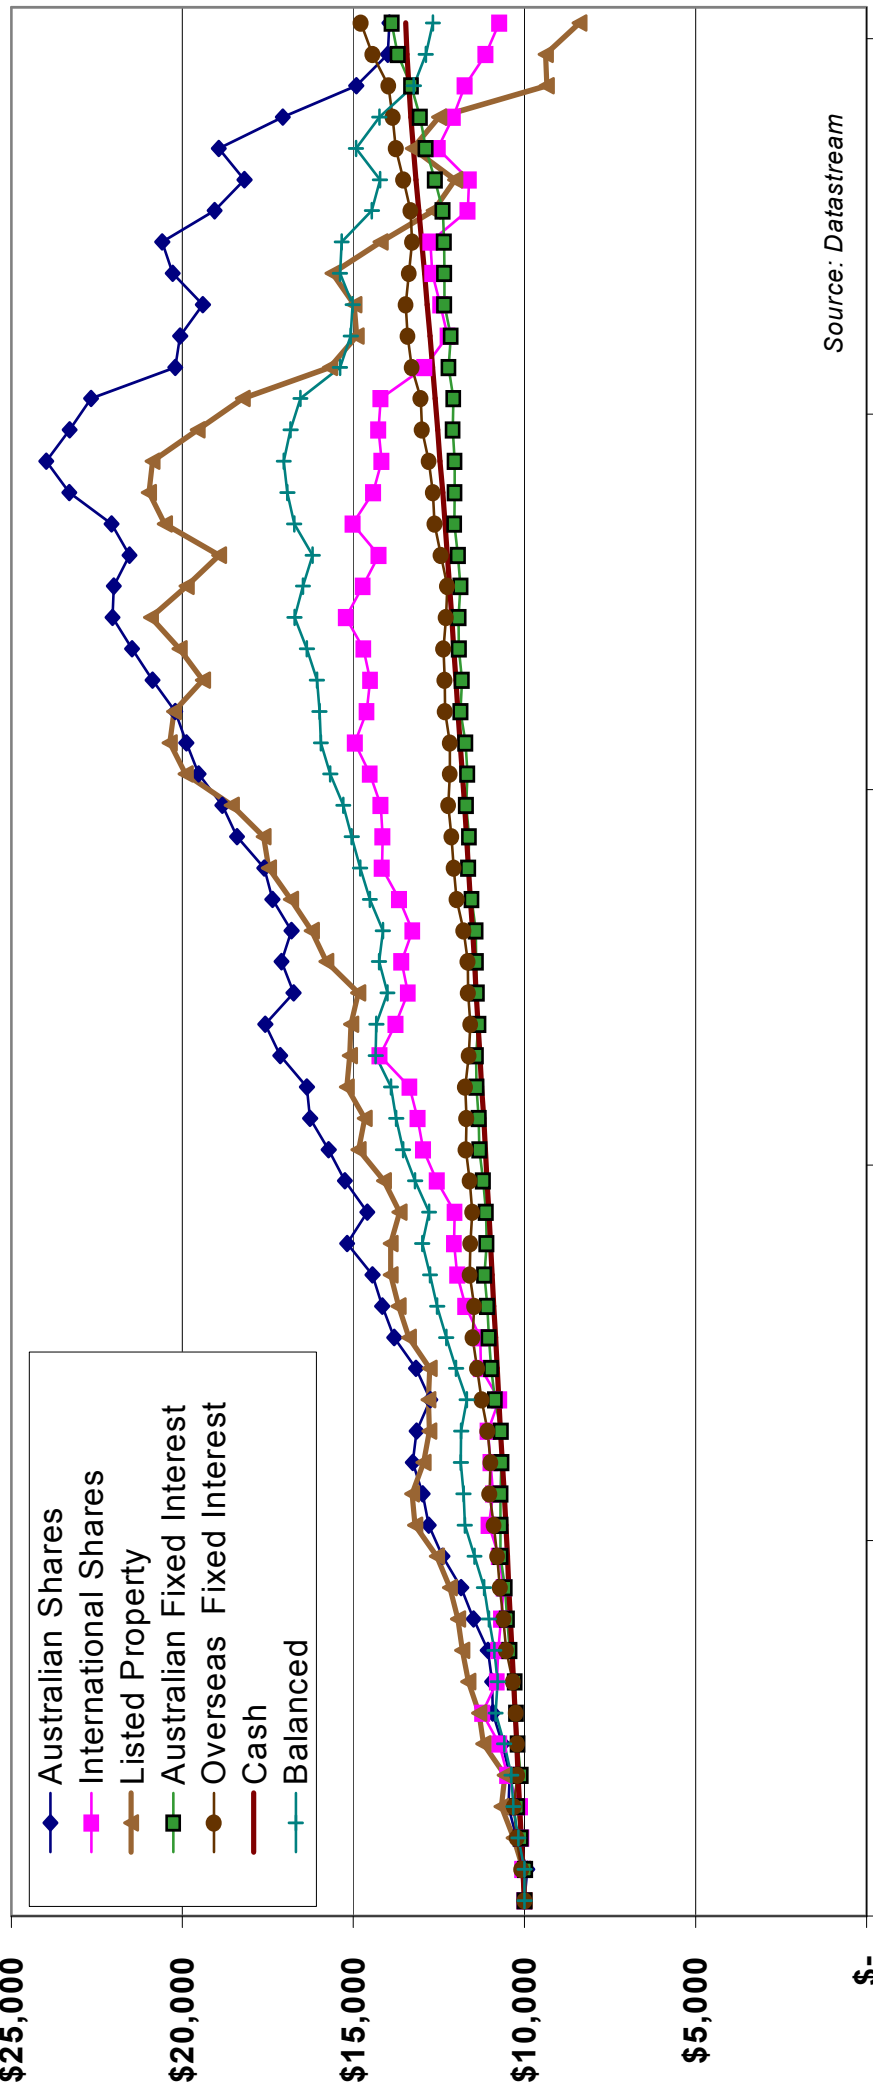 $25,000
$20,000
$15,000
$10,000
$5,000
$-
Australian Shares
International Shares
Listed Property
Australian Fixed Interest
Overseas  Fixed Interest
Cash
Balanced
Source: Datastream